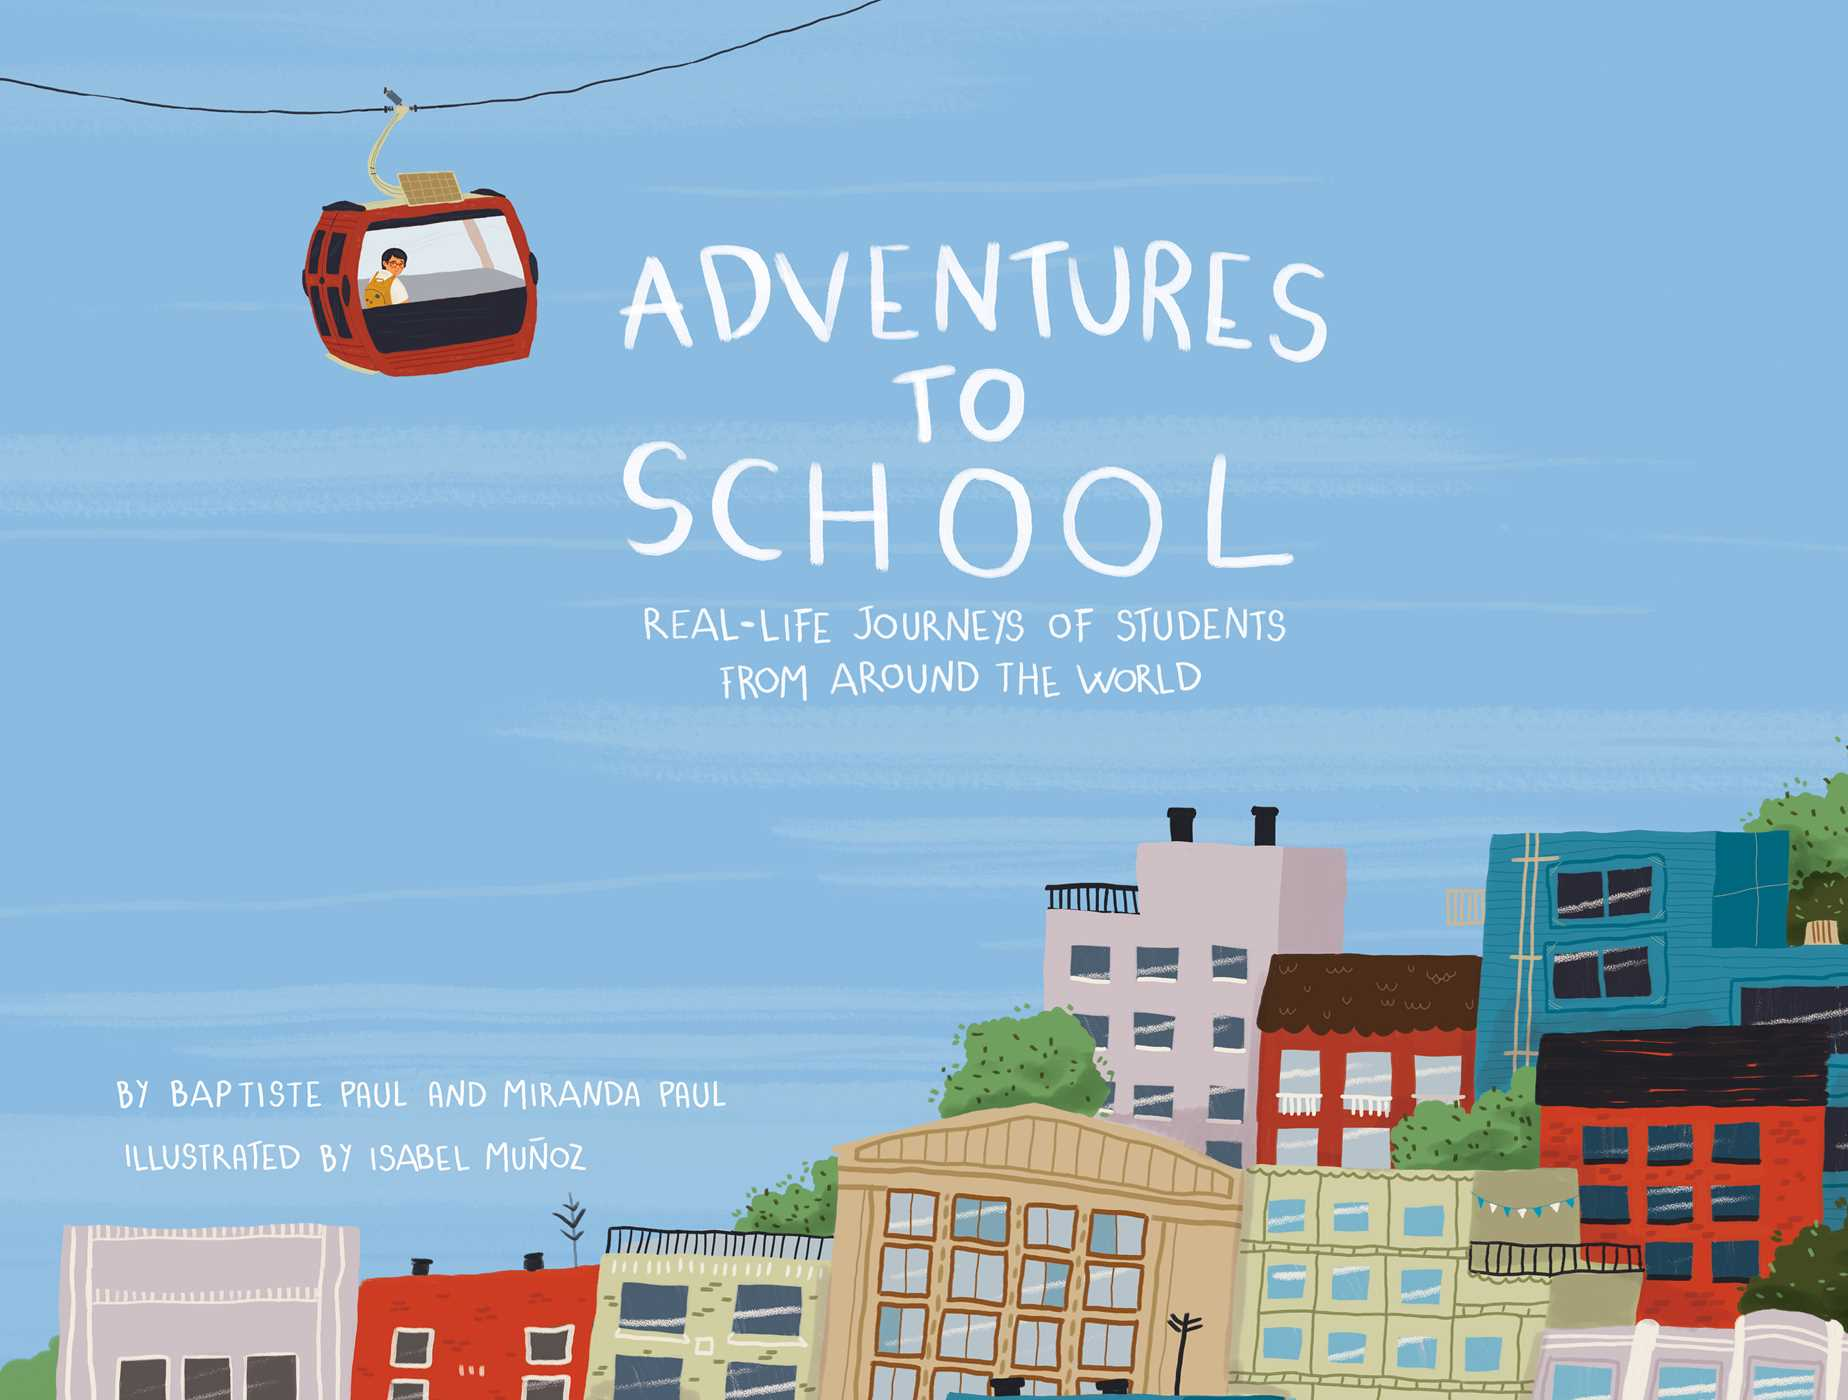 ADVENTURES
TO
SCHOOL
REAL-LIFE JOURNEYS OF STUDENTS
FROM AROUND THE WORLD
BY BAPTISTE PAUL AND MIRANDA PAUL
ILLUSTRATED BY ISABEL MUÑOZ